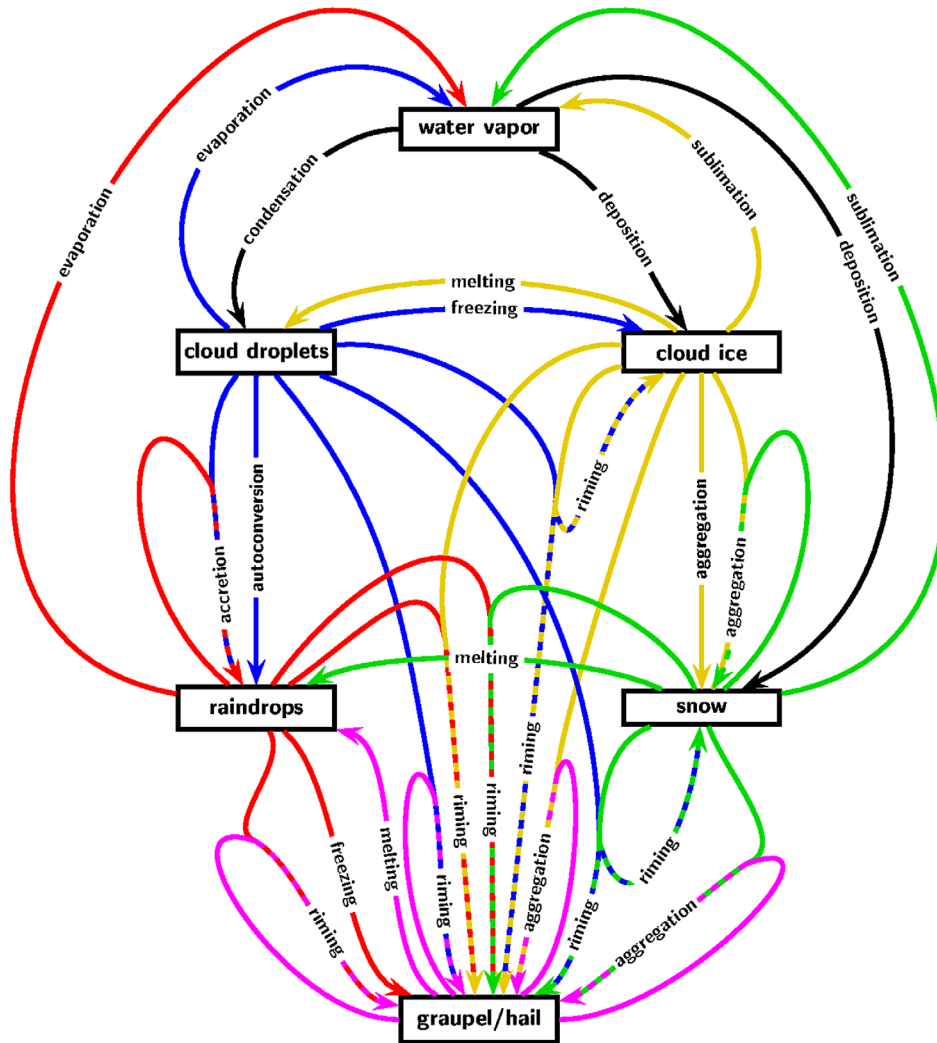 water vapor
evaporation
condensation
sublimation
deposition
evaporation
sublimation
deposition
melting
freezing
cloud droplets
cloud ice
riming
autoconversion
aggregation
accretion
aggregation
melting
raindrops
snow
riming
riming
riming
freezing
melting
riming
aggregation
riming
riming
riming
aggregation
graupel/hail